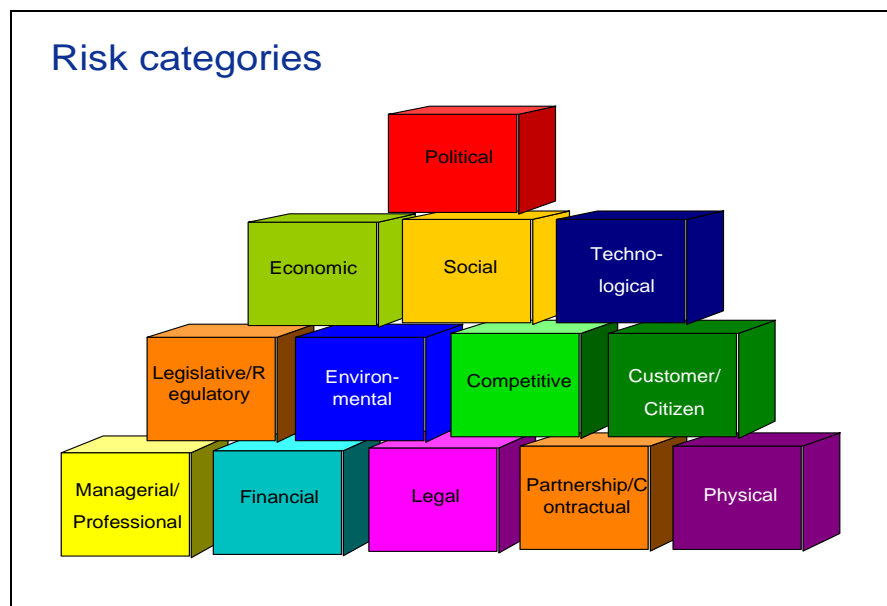 Risk categories
Political
Economic
Social
Techno-
logical
Legislative/R
egulatory
Environ-
mental
Competitive
Customer/
Citizen
Managerial/
Professional
Financial
Legal
Partnership/C
ontractual
Physical